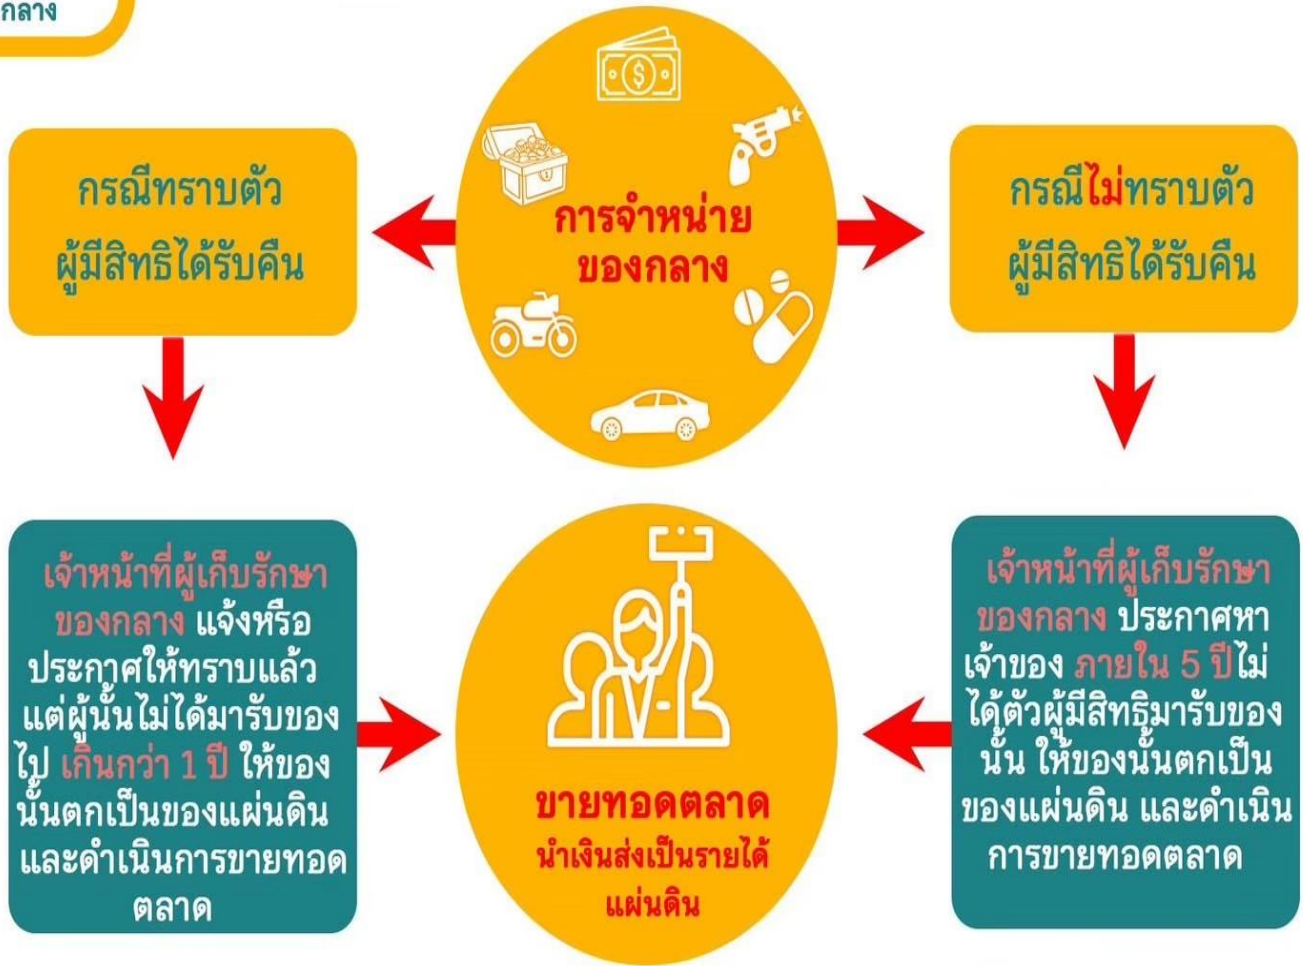 กลาง
การจำหน่าย
ของกลาง
กรณีทราบตัว
ผู้มีสิทธิได้รับคืน
กรณีไม่ทราบตัว
ผู้มีสิทธิได้รับคืน
เจ้าหน้าที่ผู้เก็บรักษา
ของกลาง แจ้งหรือ
ประกาศให้ทราบแล้ว
แต่ผู้นั้นไม่ได้มารับของ
ไป เกินกว่า 1 ปี ให้ของ
นั้นตกเป็นของแผ่นดิน
และดำเนินการขายทอด
ตลาด
เจ้าหน้าที่ผู้เก็บรักษา
ของกลาง ประกาศหา
เจ้าของ ภายใน 5 ปีไม่
ได้ตัวผู้มีสิทธิมารับของ
นั้น ให้ของนั้นตกเป็น
ของแผ่นดิน และดำเนิน
การขายทอดตลาด
ขายทอดตลาด
นำเงินส่งเป็นรายได้
แผ่นดิน